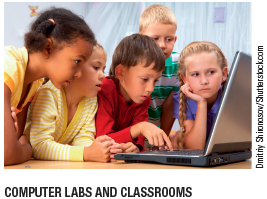 Dmitriy Shironosov/Shutterstock.com
COMPUTER LABS AND CLASSROOMS